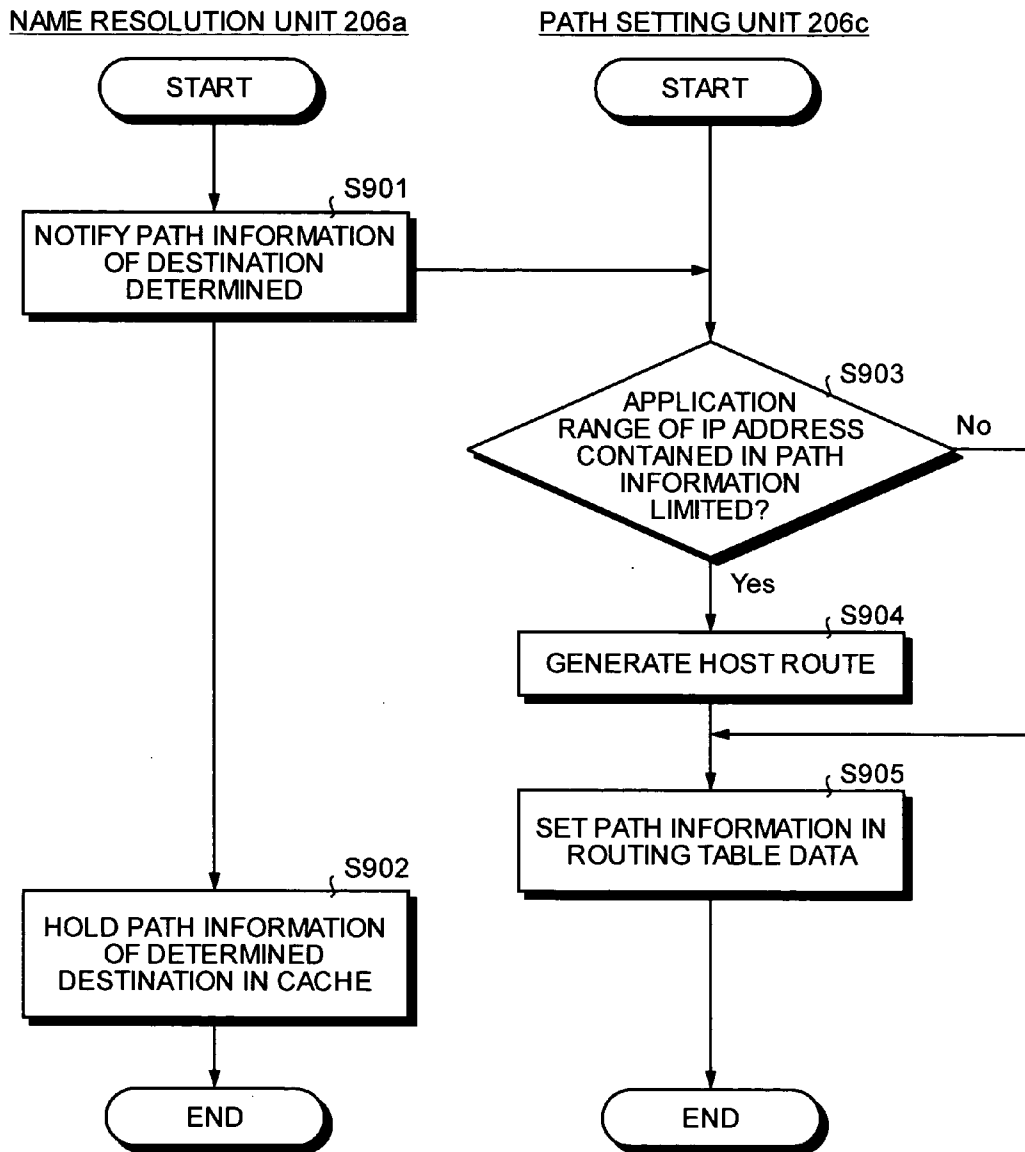 NAME RESOLUTION UNIT 206a
START
S901
NOTIFY PATH INFORMATION
OF DESTINATION
DETERMINED
S902
HOLD PATH INFORMATION
OF DETERMINED
DESTINATION IN CACHE
END
PATH SETTING UNIT 206c
START
S903
APPLICATION
RANGE OF IP ADDRESS
CONTAINED IN PATH
INFORMATION
LIMITED?
No
Yes
S904
GENERATE HOST ROUTE
S905
SET PATH INFORMATION IN
ROUTING TABLE DATA
END